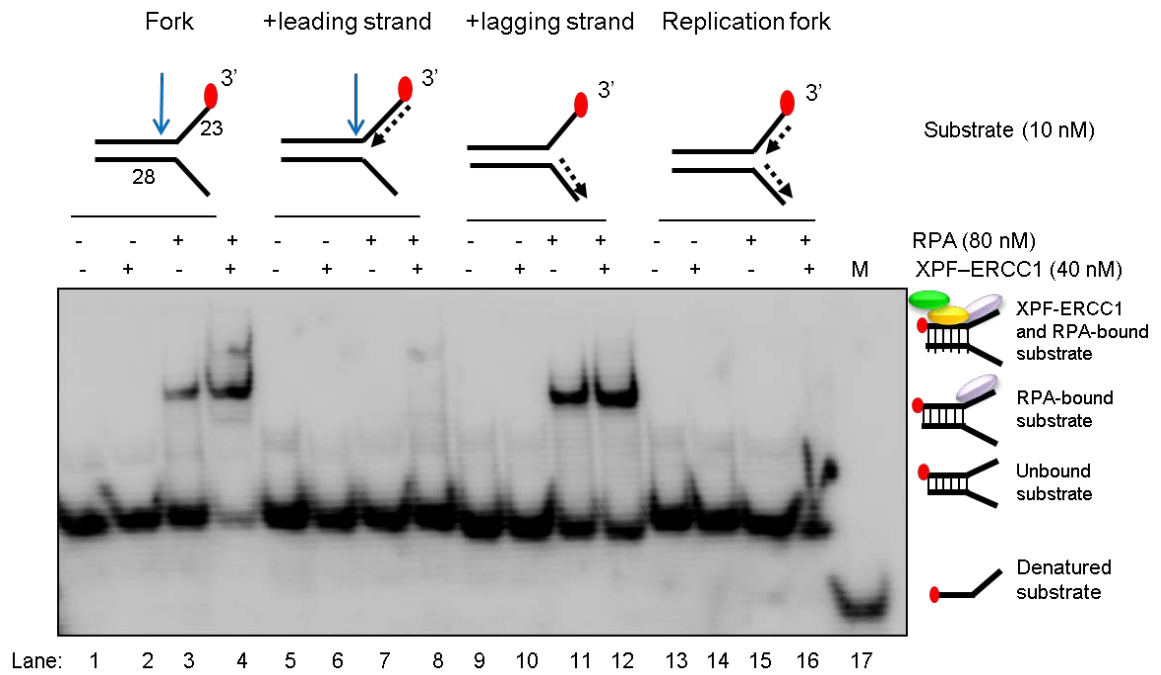 Fork +leading strand +lagging strand Replication fork
3’ 3’ 3’ 3’
23
28
Substrate (10 nM)
- - + + - - + + - - + + - - + + RPA (80 nM)
- + - + - + - + - + - + - + - + M XPF–ERCC1 (40 nM)
XPF-ERCC1
and RPA-bound
substrate
RPA-bound
substrate
Unbound
substrate
Denatured
substrate
Lane: 1 2 3 4 5 6 7 8 9 10 11 12 13 14 15 16 17